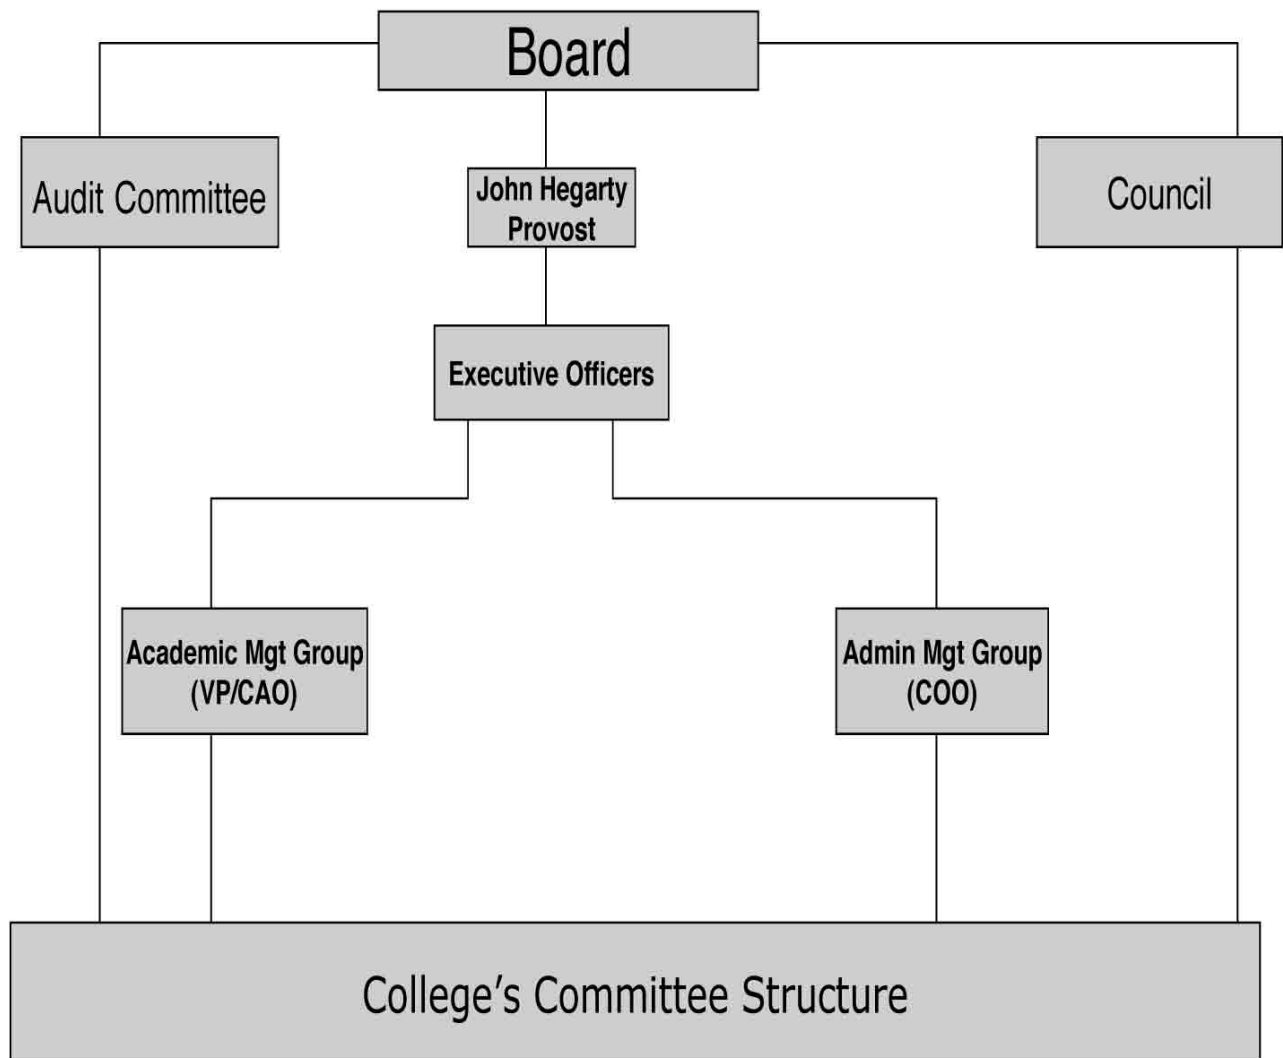 Board
Audit Committee
John Hegarty
Provost
Council
Executive Officers
Academic Mgt Group
(VP/CAO)
Admin Mgt Group
(COO)
College’s Committee Structure